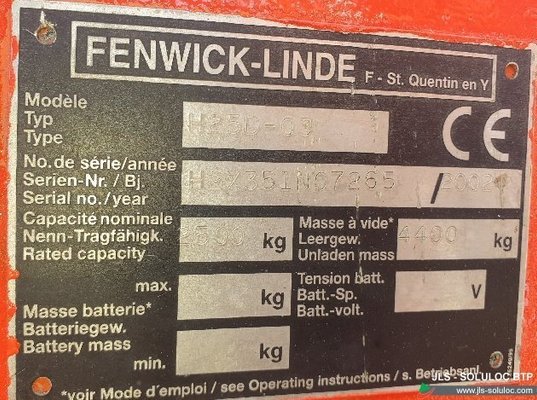 FENWICK-LINDE F - St. Quentin en Y
Modèle
Typ
Type
H25D-03
CE
No. de série/année
Serien-Nr. / Bj.
Serial no./year
/ 2002
Capacité nominale
Nenn-Tragfähigk.
Rated capacity
2500 kg
Masse à vide*
Leergew.
Unladen mass
4400 kg
max. kg
Masse batterie*
Batteriegew.
Battery mass
min. kg
Tension batt.
Batt.-Sp.
Batt.-volt.
V
*voir Mode d'emploi / see Operating instructions / s. Betriebsanl
JLS - SOLULOC BTP
www.jls-soluloc.com